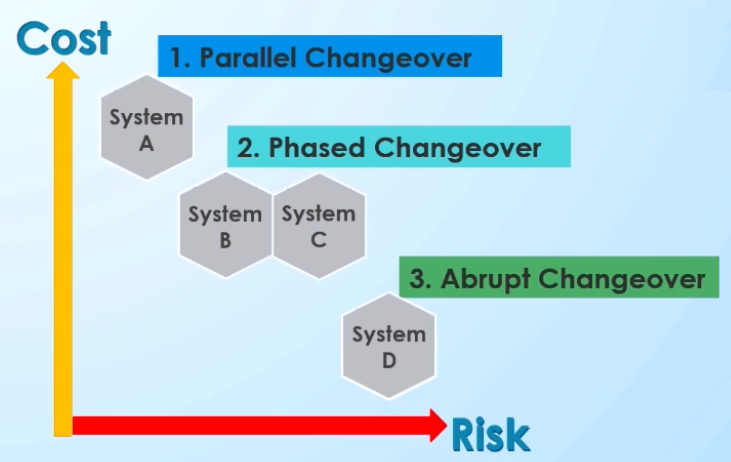 Cost
1. Parallel Changeover
System
A
2. Phased Changeover
System
B
System
C
3. Abrupt Changeover
System
D
Risk